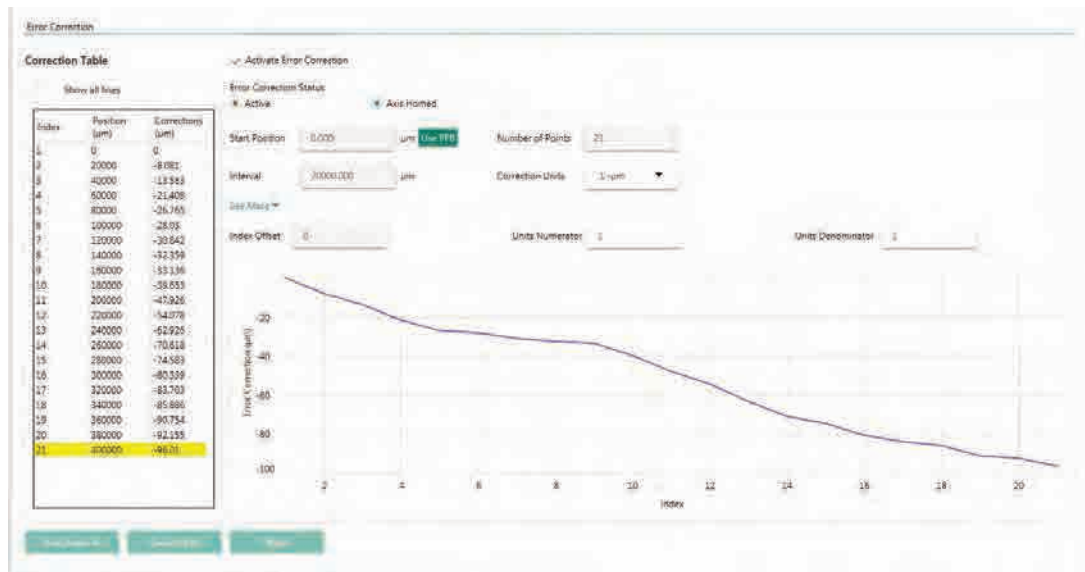 Error Correction
Correction Table
Activate Error Correction
Show all lines
Error Correction Status
Active
Axis Homed
Index Position (µm) Corrections (µm)
Start Position 0.000 µm Use PFB Number of Points 21
Interval 20000.000 µm Correction Units 1 -µm
See More
Index Offset 0 Units Numerator 1 Units Denominator 1
1 0 0
2 20000 -8.081
3 40000
4 60000 -21.408
5 80000 -26.765
6 100000
7 120000 -30.642
8 140000 -32.359
9 160000 -33.136
10 180000
11 200000 -47.926
12 220000 -54.078
13 240000 -62.926
14 260000 -70.618
15 280000 -74.583
16 300000 -80.339
17 320000 -83.703
18 340000 -85.886
19 360000 -90.754
20 380000 -92.155
21 400000 -96.01
-20
-40
-60
-80
-100
2 4 6 8 10 12 14 16 18 20
Index